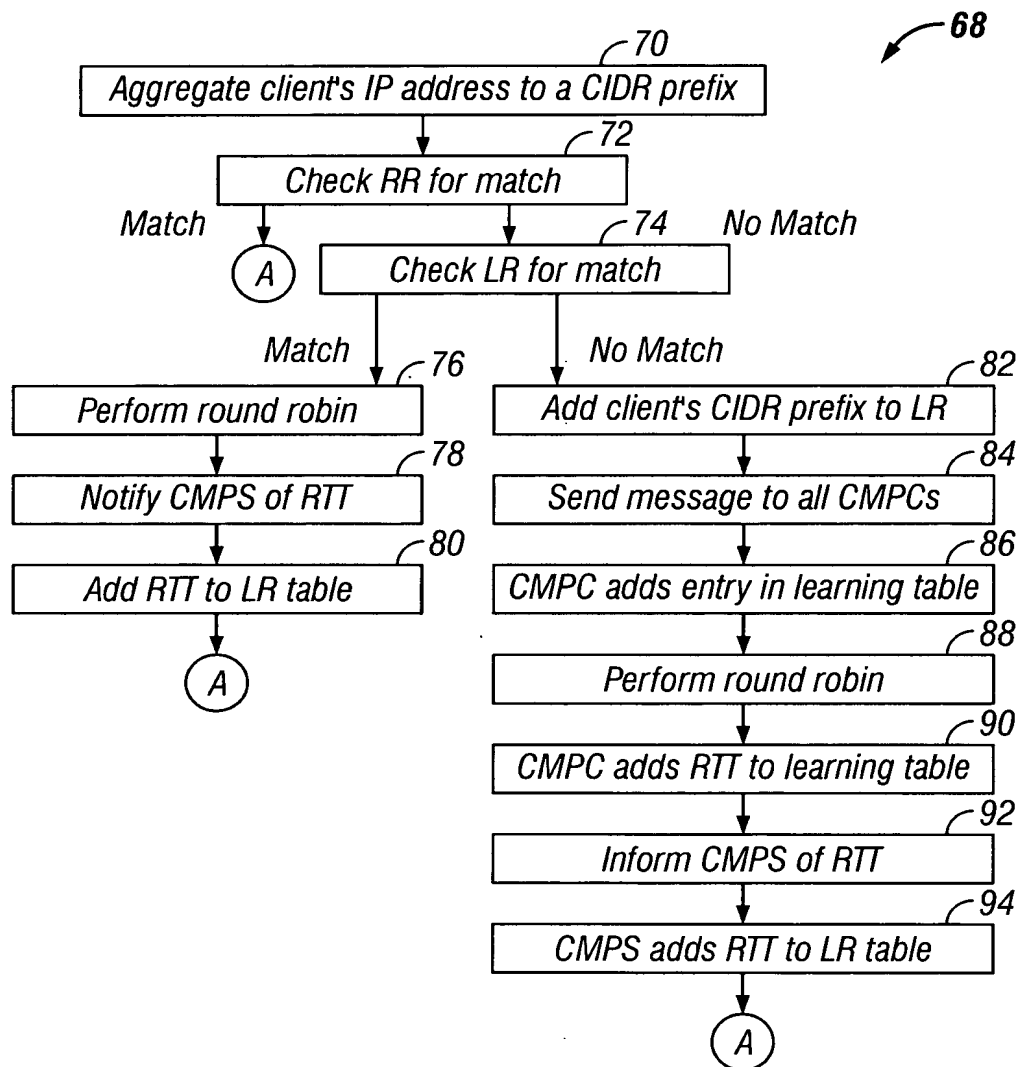 68
70
Aggregate client's IP address to a CIDR prefix
72
Check RR for match
Match
74
No Match
A
Check LR for match
Match
No Match
76
Perform round robin
78
Notify CMPS of RTT
80
Add RTT to LR table
A
82
Add client's CIDR prefix to LR
84
Send message to all CMPCs
86
CMPC adds entry in learning table
88
Perform round robin
90
CMPC adds RTT to learning table
92
Inform CMPS of RTT
94
CMPS adds RTT to LR table
A